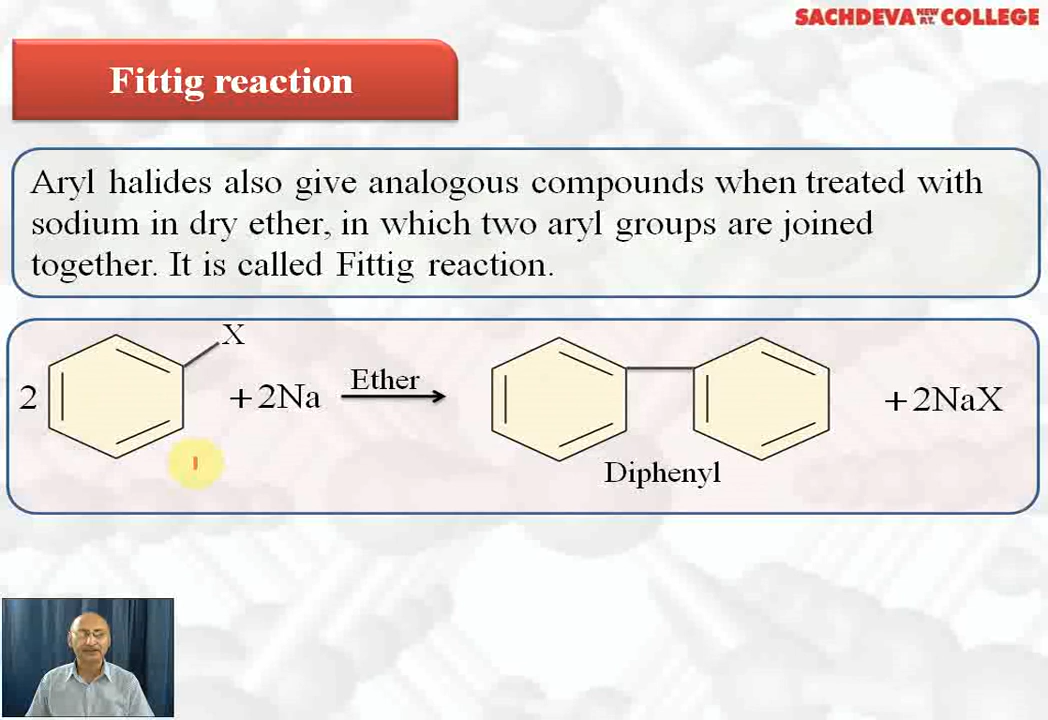 SACHDEVA NEW P.T. COLLEGE
Fittig reaction
Aryl halides also give analogous compounds when treated with
sodium in dry ether, in which two aryl groups are joined
together. It is called Fittig reaction.
X
2 +2Na Ether +2NaX
Diphenyl